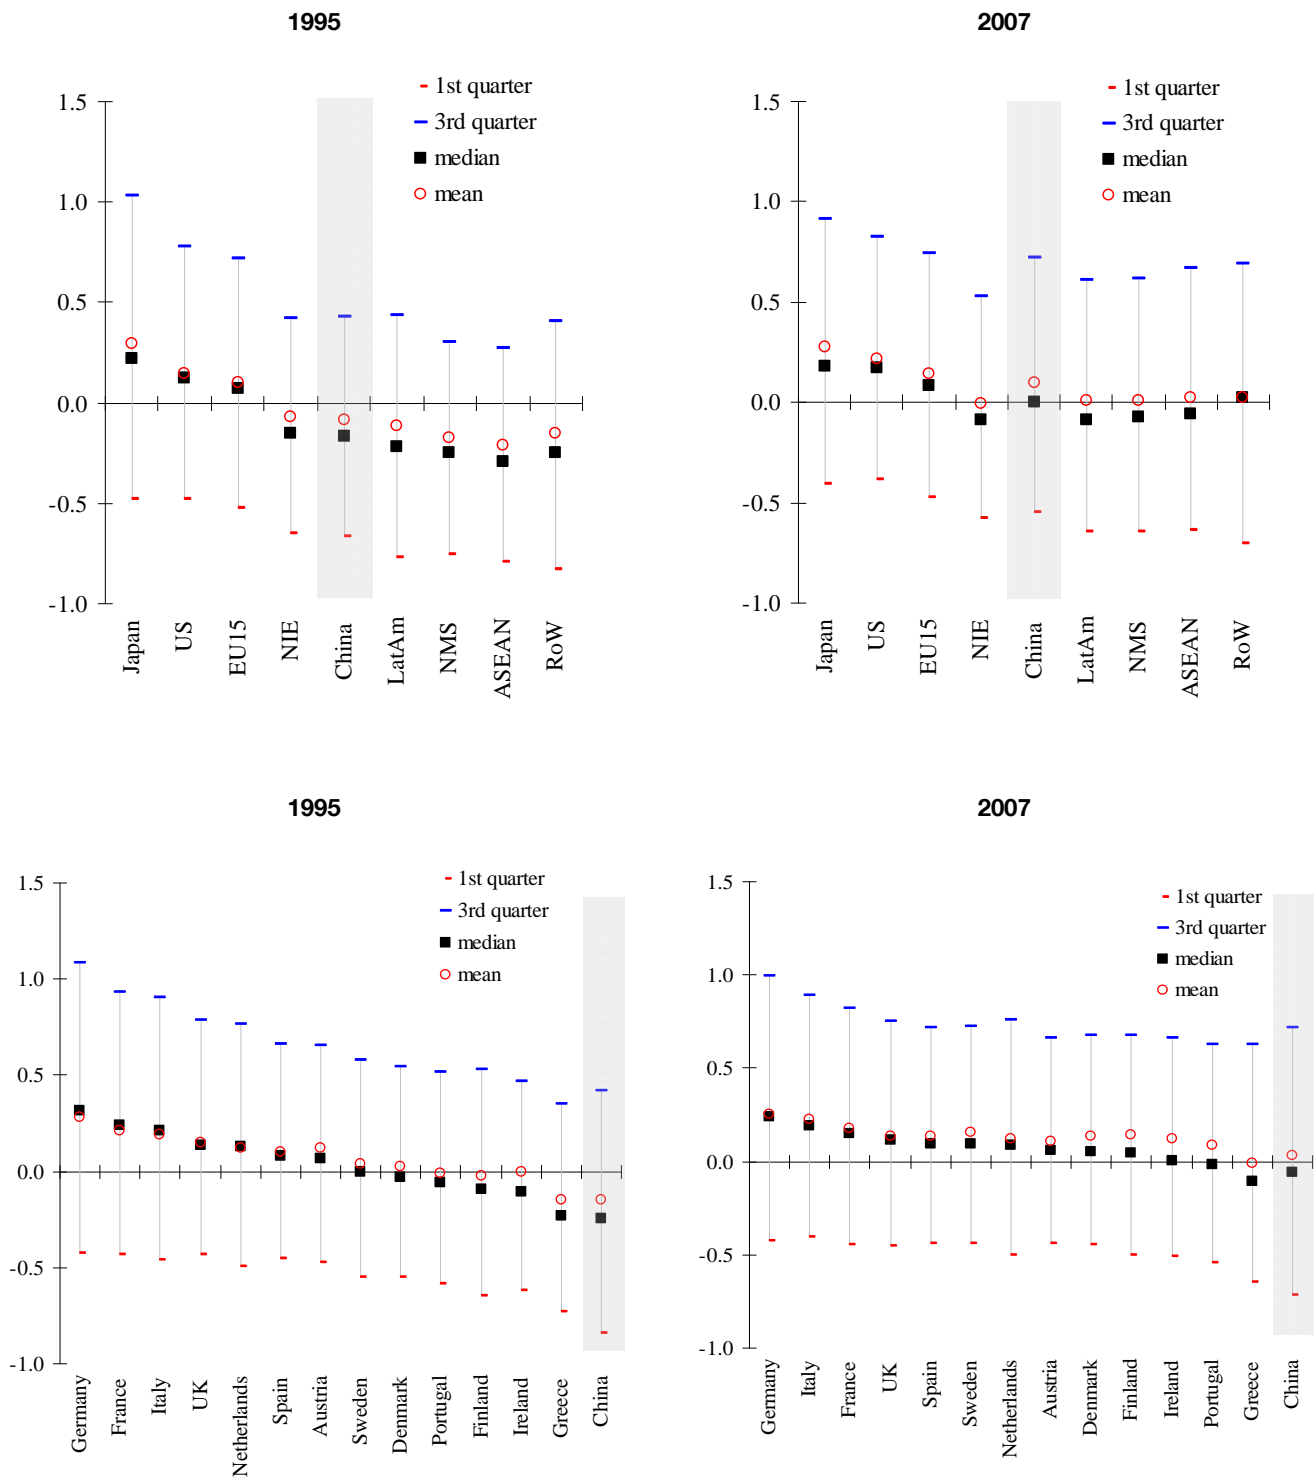 1995
1st quarter
3rd quarter
median
mean
1.5
1.0
0.5
0.0
-0.5
-1.0
Japan
US
EU15
NIE
China
LatAm
NMS
ASEAN
RoW
2007
1st quarter
3rd quarter
median
mean
1.5
1.0
0.5
0.0
-0.5
-1.0
Japan
US
EU15
NIE
China
LatAm
NMS
ASEAN
RoW
1995
1st quarter
3rd quarter
median
mean
1.5
1.0
0.5
0.0
-0.5
-1.0
Germany
France
Italy
UK
Netherlands
Spain
Austria
Sweden
Denmark
Portugal
Finland
Ireland
Greece
China
2007
1st quarter
3rd quarter
median
mean
1.5
1.0
0.5
0.0
-0.5
-1.0
Germany
Italy
France
UK
Spain
Sweden
Netherlands
Austria
Denmark
Finland
Ireland
Portugal
Greece
China